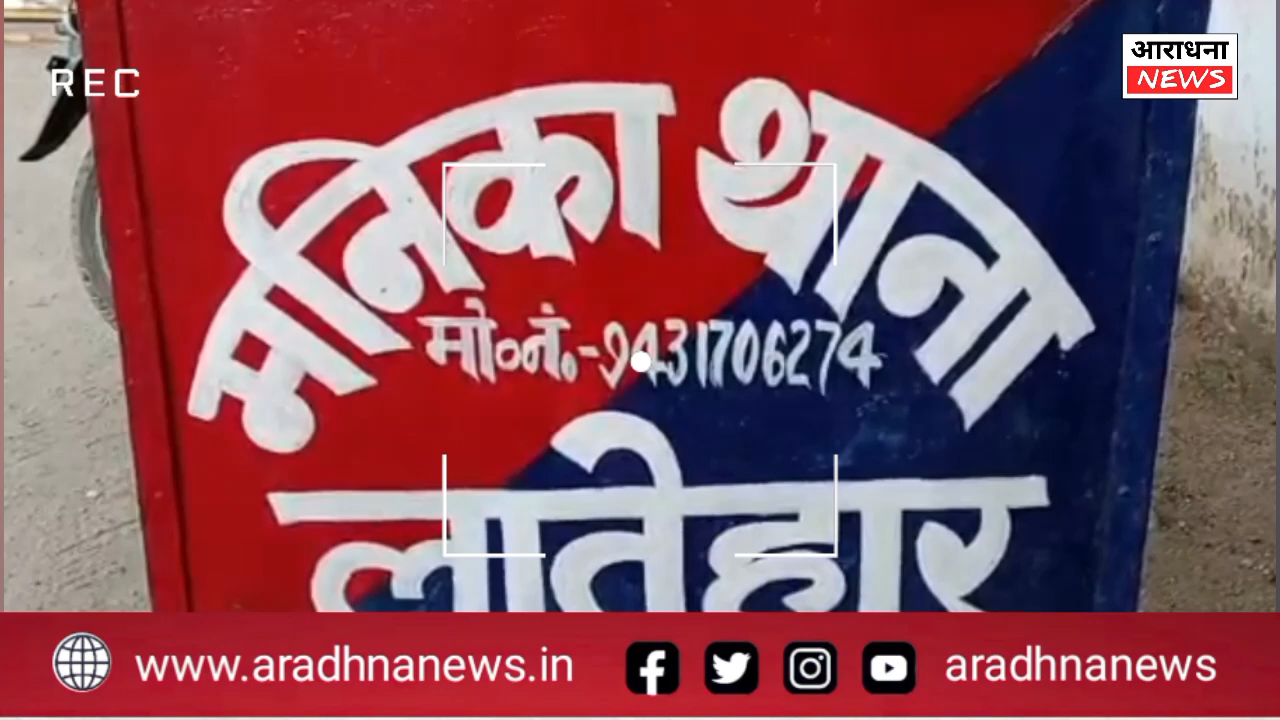 REC
आराधना
NEWS
मनिका थाना
मो०नं०-9431706274
लातेहार
www.aradhnanews.in
aradhnanews